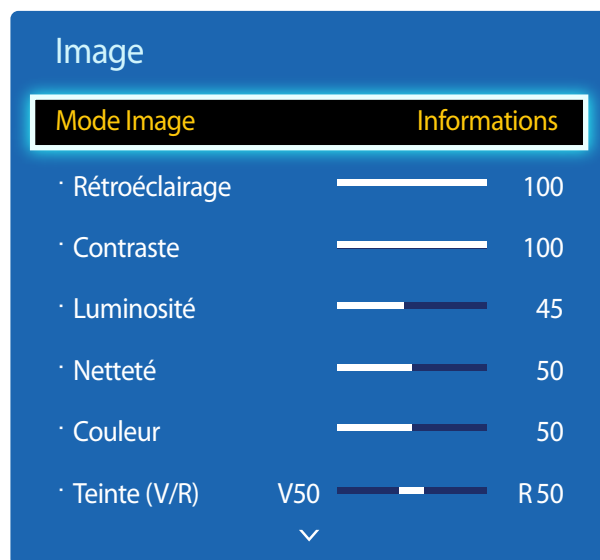 Image
Mode Image Informations
· Rétroéclairage 100
· Contraste 100
· Luminosité 45
· Netteté 50
· Couleur 50
· Teinte (V/R) V50 R50